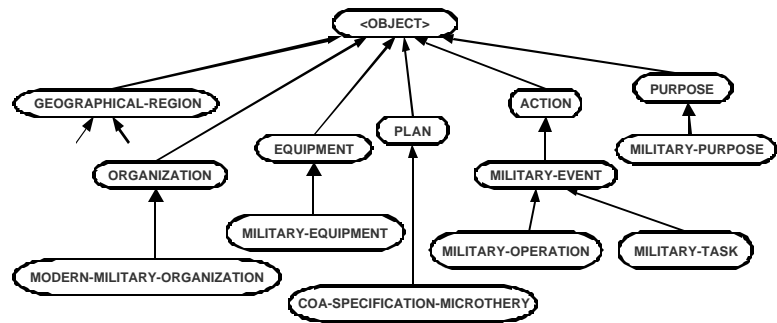 <OBJECT>
GEOGRAPHICAL-REGION
ACTION
PURPOSE
PLAN
EQUIPMENT
MILITARY-PURPOSE
ORGANIZATION
MILITARY-EVENT
MILITARY-EQUIPMENT
MILITARY-OPERATION
MILITARY-TASK
MODERN-MILITARY-ORGANIZATION
COA-SPECIFICATION-MICROTHERY